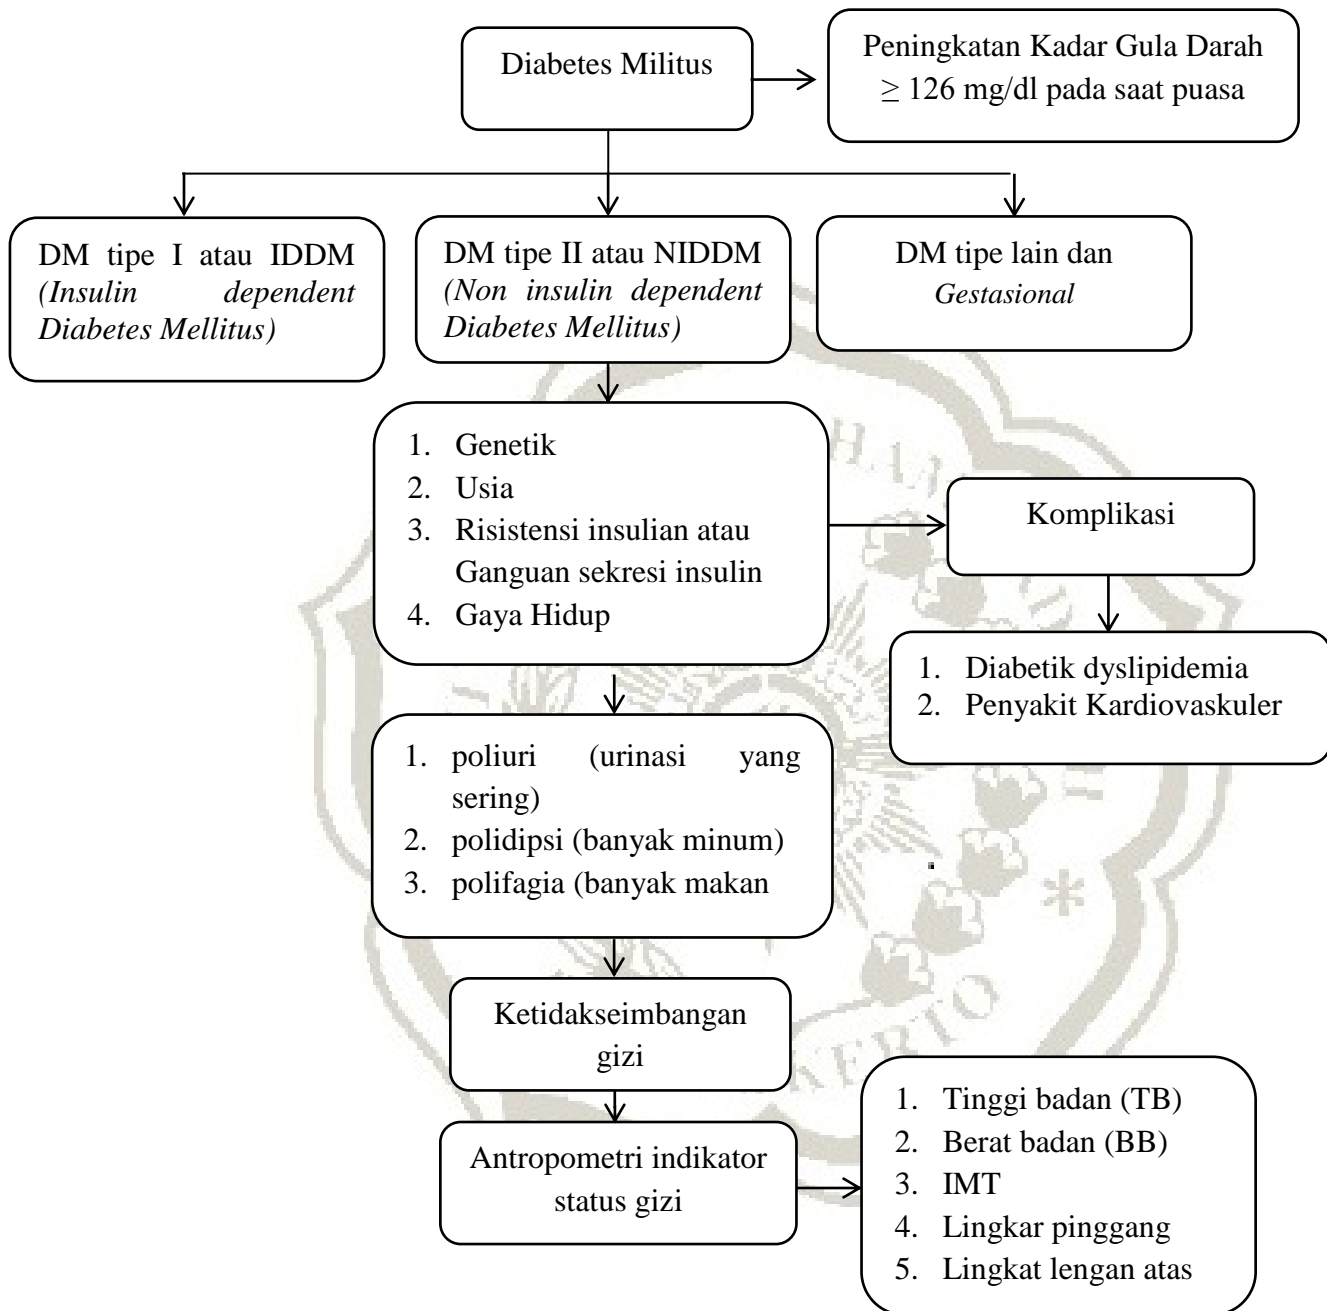 Diabetes Militus
Peningkatan Kadar Gula Darah
≥ 126 mg/dl pada saat puasa
DM tipe I atau IDDM
(Insulin dependent
Diabetes Mellitus)
DM tipe II atau NIDDM
(Non insulin dependent
Diabetes Mellitus)
DM tipe lain dan
Gestasional
1. Genetik
2. Usia
3. Risistensi insulian atau
Ganguan sekresi insulin
4. Gaya Hidup
Komplikasi
1. Diabetik dyslipidemia
2. Penyakit Kardiovaskuler
1. poliuri (urinasi yang
sering)
2. polidipsi (banyak minum)
3. polifagia (banyak makan
Ketidakseimbangan
gizi
Antropometri indikator
status gizi
1. Tinggi badan (TB)
2. Berat badan (BB)
3. IMT
4. Lingkar pinggang
5. Lingkat lengan atas